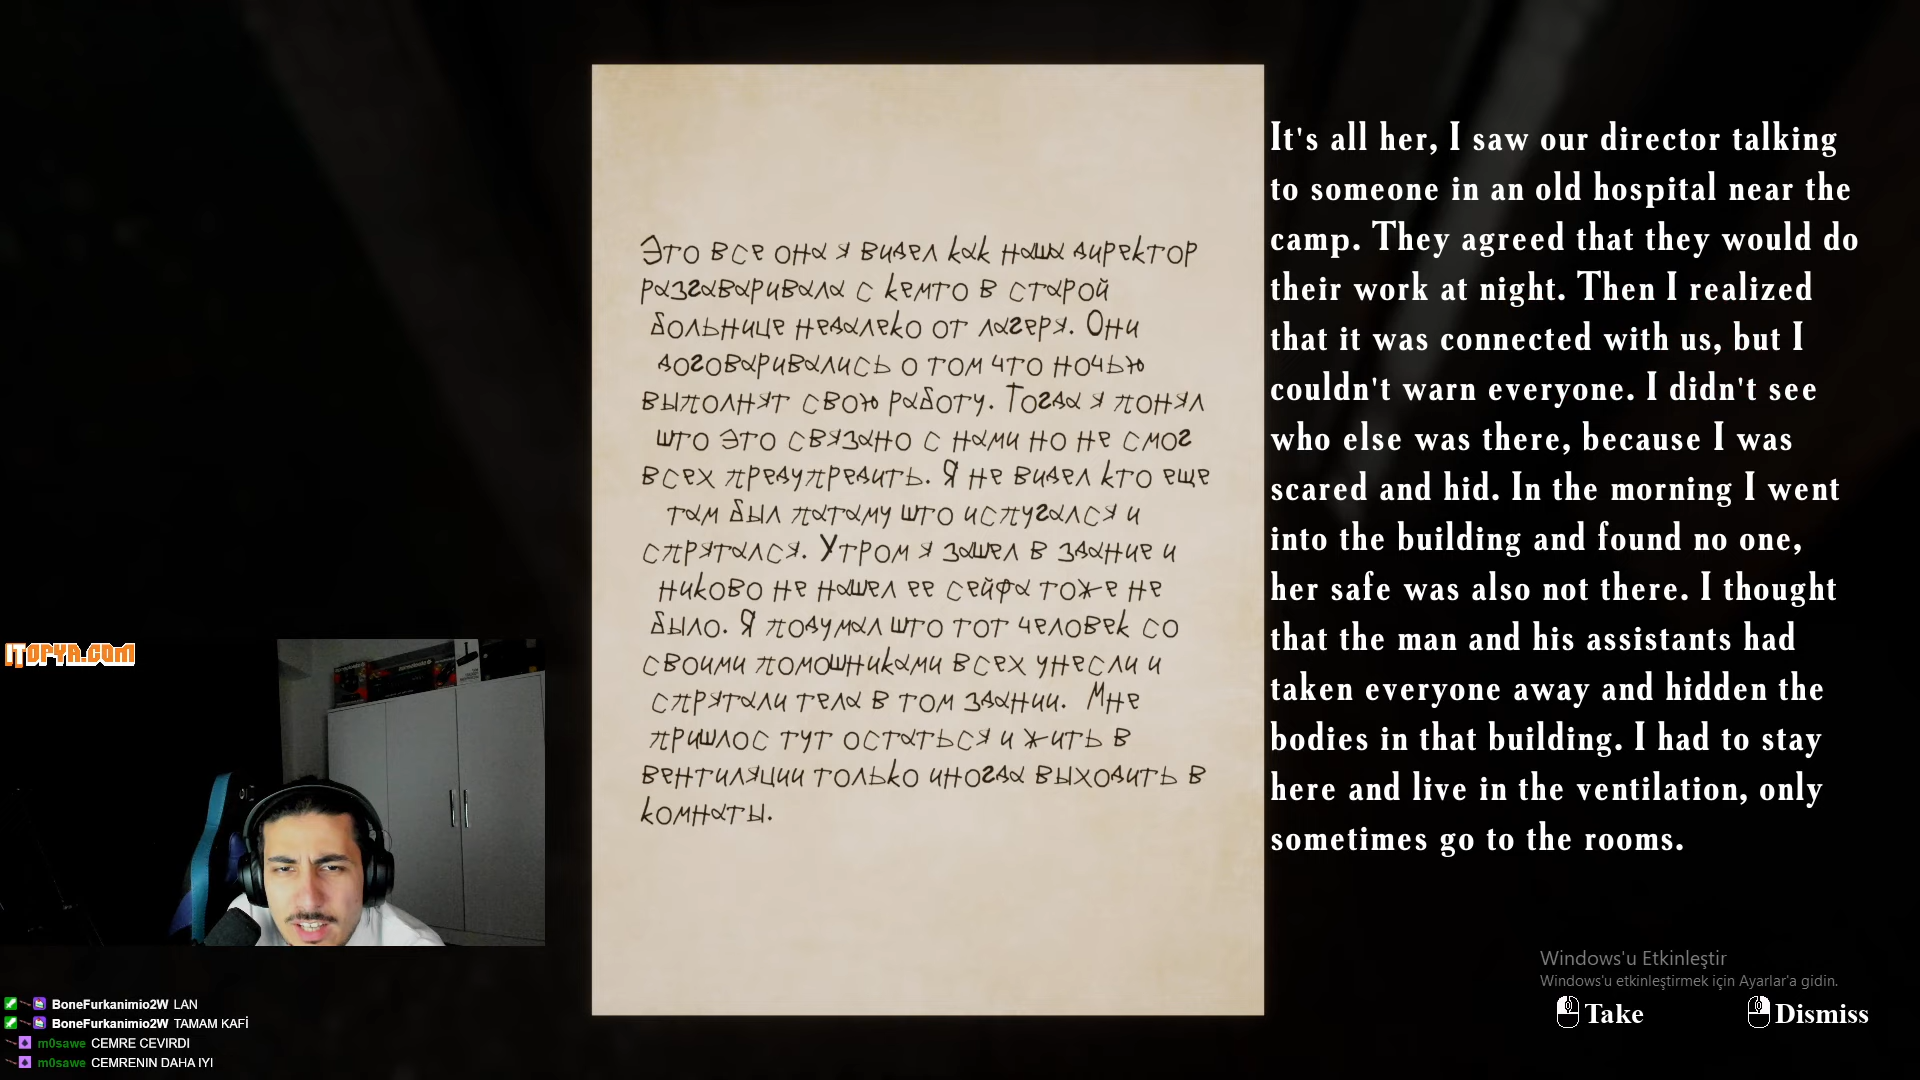 Это все она я видел как наша директор
разгаваривала с кемто в старой
больнице недалеко от лагеря. Они
договаривались о том что ночью
выполнят свою работу. Тогда я понял
што это связано с нами но не смог
всех предупредить. Я не видел кто еще
там был патаму што испугался и
спрятался. Утром я зашел в здание и
никово не нашел ее сейфа тоже не
было. Я подумал што тот человек со
своими помошниками всех унесли и
спрятали тела в том здании. Мне
пришлос тут остаться и жить в
вентиляции только иногда выходить в
комнаты.
It's all her, I saw our director talking
to someone in an old hospital near the
camp. They agreed that they would do
their work at night. Then I realized
that it was connected with us, but I
couldn't warn everyone. I didn't see
who else was there, because I was
scared and hid. In the morning I went
into the building and found no one,
her safe was also not there. I thought
that the man and his assistants had
taken everyone away and hidden the
bodies in that building. I had to stay
here and live in the ventilation, only
sometimes go to the rooms.
ITOPYA.COM
Windows'u Etkinleştir
Windows'u etkinleştirmek için Ayarlar'a gidin.
Take Dismiss
BoneFurkanimio2W LAN
BoneFurkanimio2W TAMAM KAFİ
m0sawe CEMRE CEVIRDI
m0sawe CEMRENIN DAHA IYI